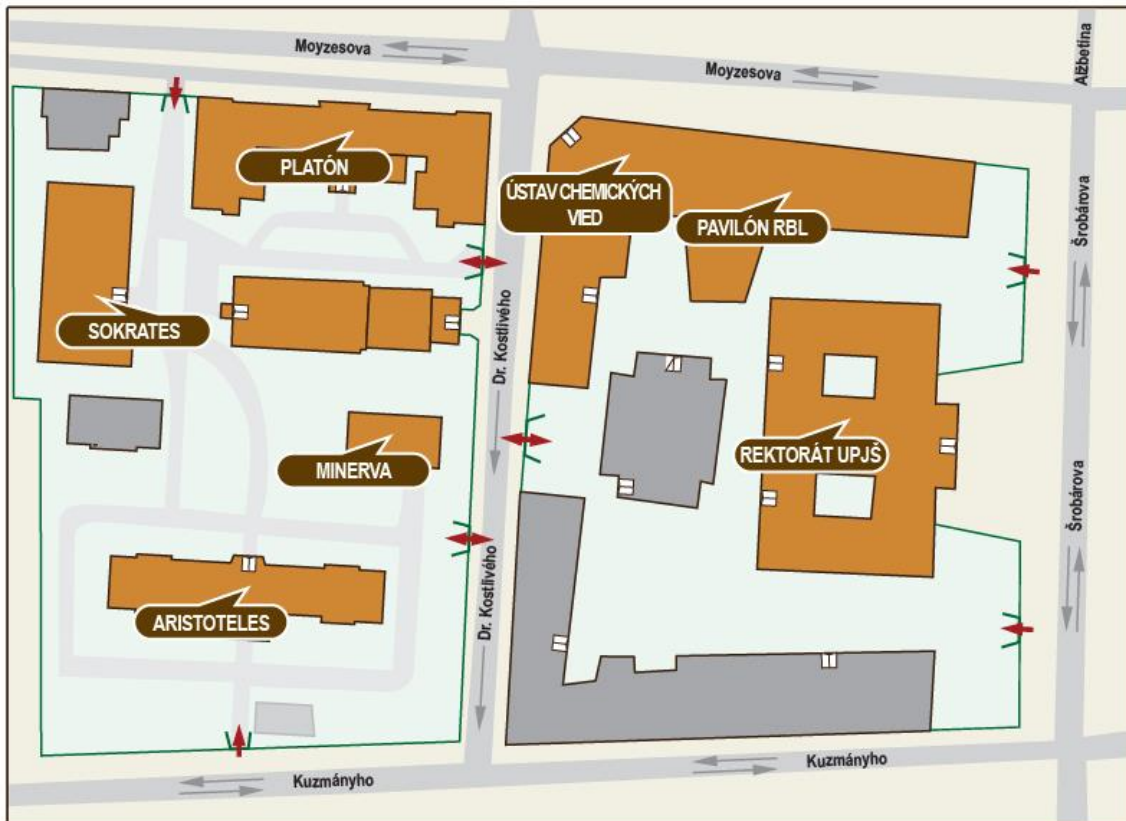 Moyzesova
Moyzesova
Alžbetina
PLATÓN
ÚSTAV CHEMICKÝCH
VIED
PAVILÓN RBL
Šrobárova
SOKRATES
Dr. Kostlivého
MINERVA
REKTORÁT UPJŠ
Šrobárova
Dr. Kostlivého
ARISTOTELES
Kuzmányho
Kuzmányho